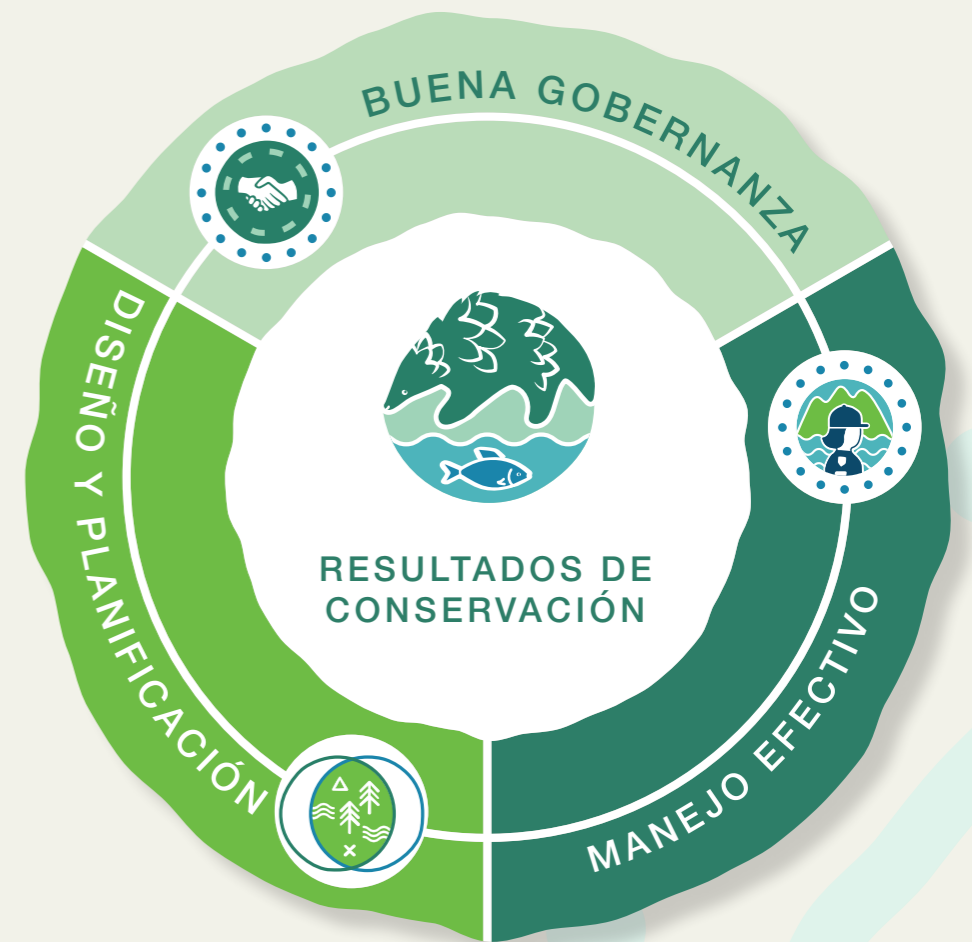 BUENA GOBERNANZA
DISEÑO Y PLANIFICACIÓN
MANEJO EFECTIVO
RESULTADOS DE
CONSERVACIÓN